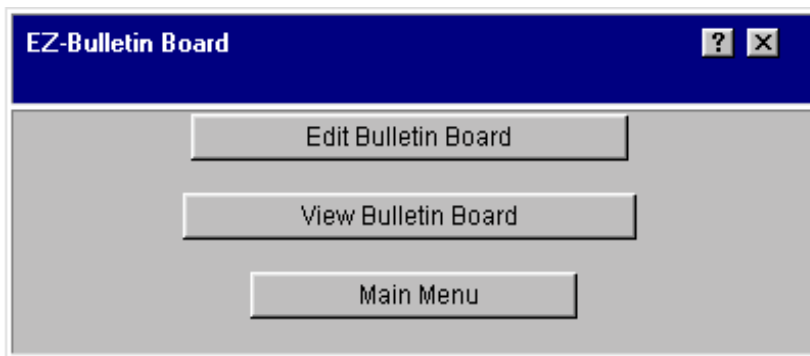 EZ-Bulletin Board ? X
Edit Bulletin Board
View Bulletin Board
Main Menu